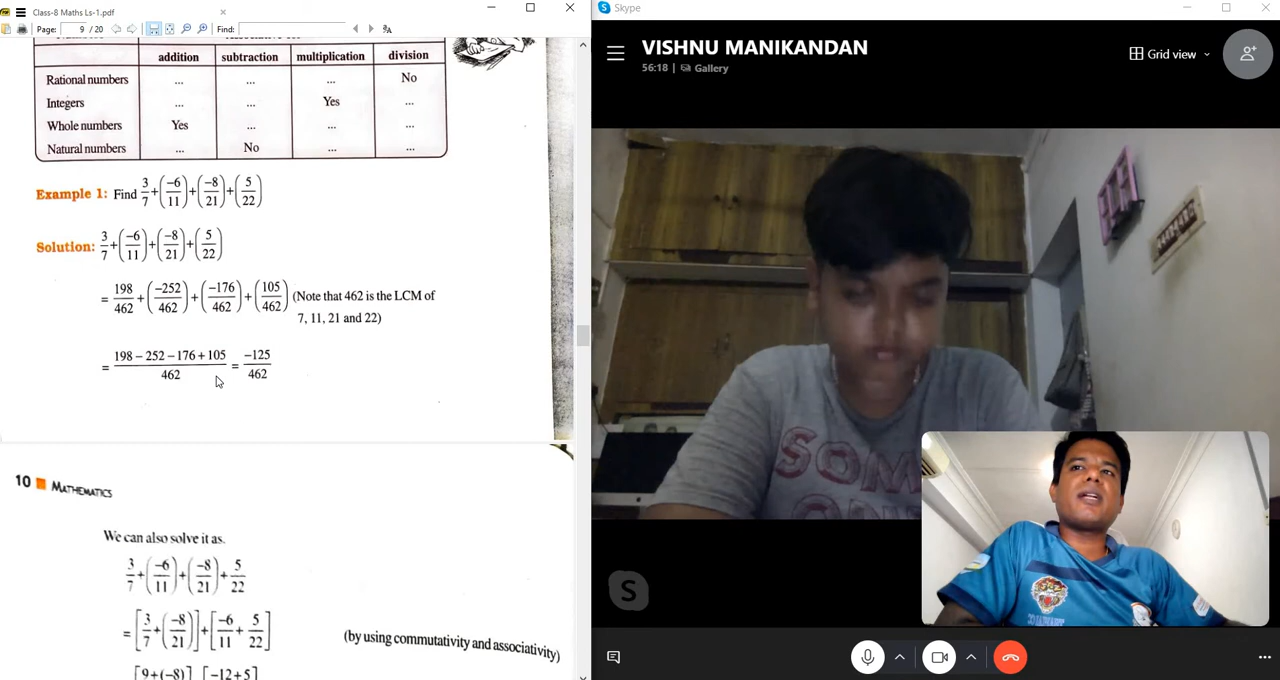 Class-8 Maths Ls-1.pdf
Page: 9 / 20 Find:
addition subtraction multiplication division
Rational numbers ... ... ... No
Integers ... ... Yes ...
Whole numbers Yes ... ... ...
Natural numbers ... No ... ...
Example 1: Find 3/7 + (-6/11) + (-8/21) + (5/22)
Solution: 3/7 + (-6/11) + (-8/21) + (5/22)
= 198/462 + (-252/462) + (-176/462) + (105/462) (Note that 462 is the LCM of
7, 11, 21 and 22)
= 198 – 252 – 176 + 105 / 462 = -125/462
10 MATHEMATICS
We can also solve it as.
3/7 + (-6/11) + (-8/21) + 5/22
= [3/7 + (-8/21)] + [-6/11 + 5/22] (by using commutativity and associativity)
[9+(-8)] [-12+5]
Skype
VISHNU MANIKANDAN
56:18 | Gallery
Grid view
SOM
S